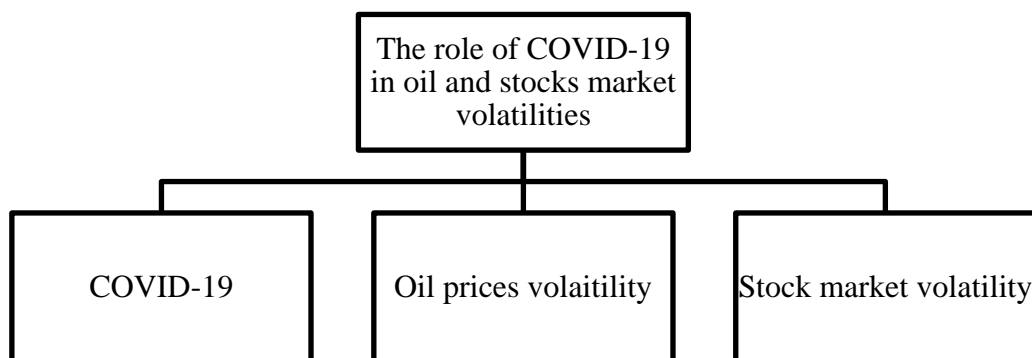 The role of COVID-19
in oil and stocks market
volatilities
COVID-19
Oil prices volaitility
Stock market volatility